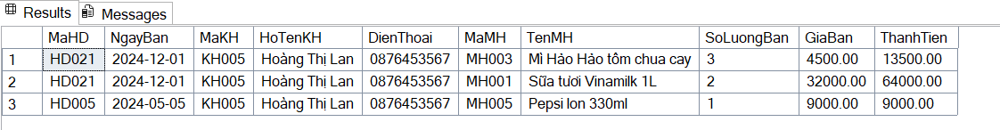 Results Messages
MaHD NgayBan MaKH HoTenKH DienThoai MaMH TenMH SoLuongBan GiaBan ThanhTien
1 HD021 2024-12-01 KH005 Hoàng Thị Lan 0876453567 MH003 Mì Hảo Hảo tôm chua cay 3 4500.00 13500.00
2 HD021 2024-12-01 KH005 Hoàng Thị Lan 0876453567 MH001 Sữa tươi Vinamilk 1L 2 32000.00 64000.00
3 HD005 2024-05-05 KH005 Hoàng Thị Lan 0876453567 MH005 Pepsi lon 330ml 1 9000.00 9000.00